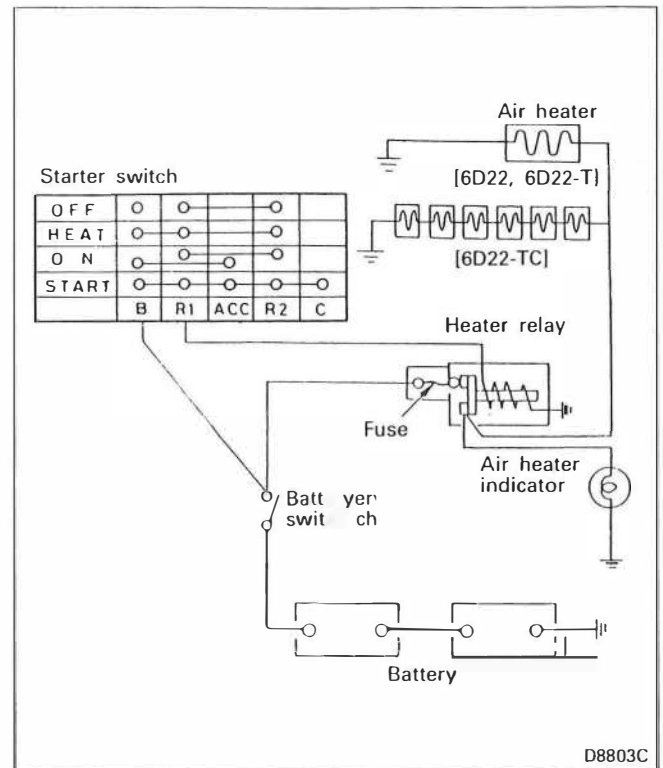 Air heater
[6D22, 6D22-T]
Starter switch
OFF
HEAT
ON
START
B R1 ACC R2 C
[6D22-TC]
Heater relay
Fuse
Air heater
indicator
Batt yer
swit ch
Battery
D8803C